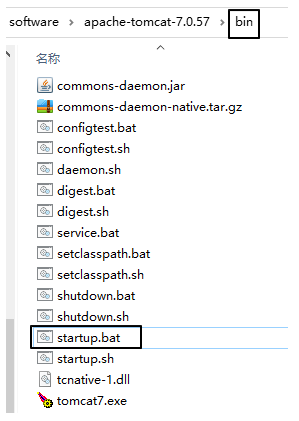 software › apache-tomcat-7.0.57 › bin
名称
commons-daemon.jar
commons-daemon-native.tar.gz
configtest.bat
configtest.sh
daemon.sh
digest.bat
digest.sh
service.bat
setclasspath.bat
setclasspath.sh
shutdown.bat
shutdown.sh
startup.bat
startup.sh
tcnative-1.dll
tomcat7.exe